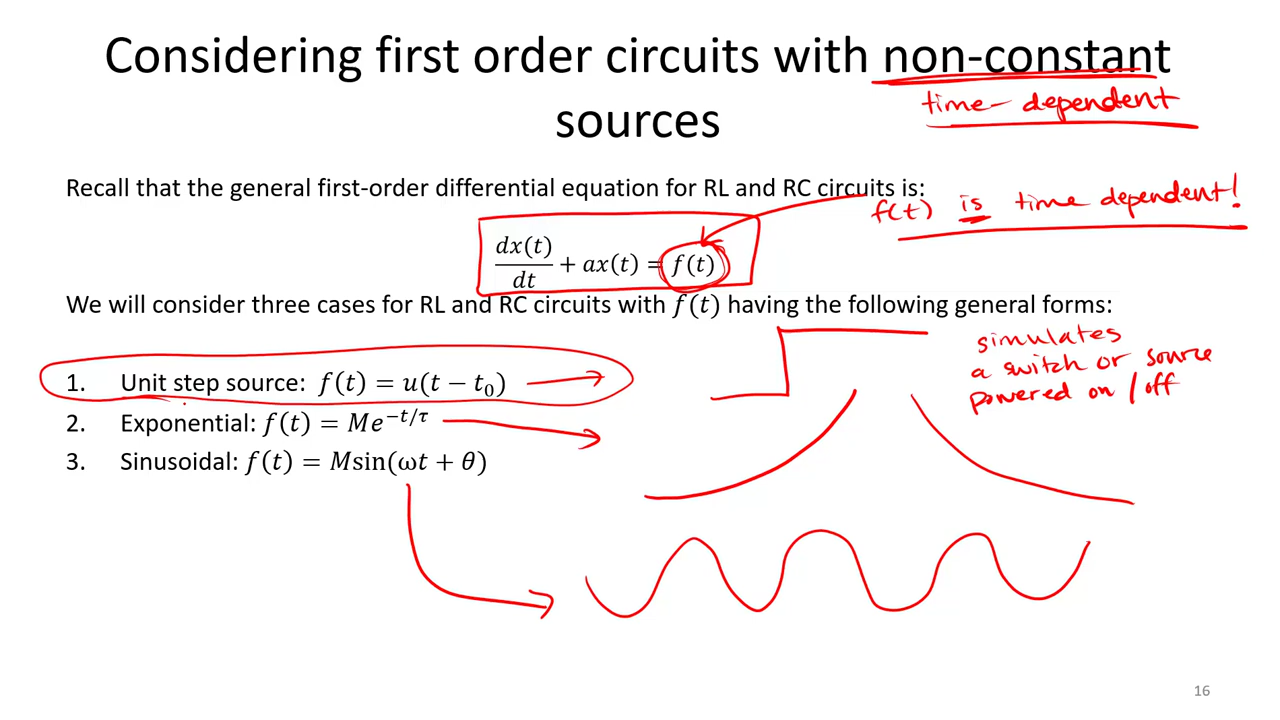 Considering first order circuits with non-constant
sources
time-dependent
Recall that the general first-order differential equation for RL and RC circuits is:
f(t) is time dependent!
dx(t)/dt + ax(t) = f(t)
We will consider three cases for RL and RC circuits with f(t) having the following general forms:
simulates
a switch or source
powered on / off
1. Unit step source: f(t) = u(t − t₀)
2. Exponential: f(t) = Me^{−t/τ}
3. Sinusoidal: f(t) = Msin(ωt + θ)
16